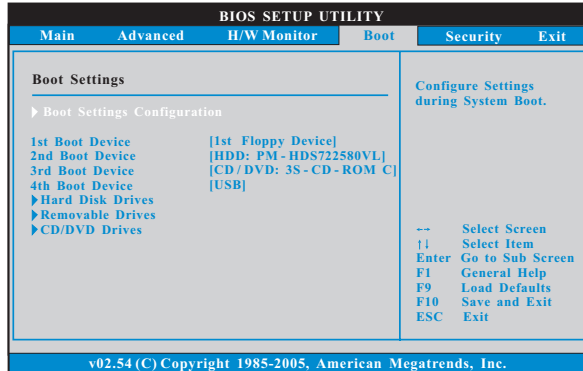 BIOS SETUP UTILITY
Main Advanced H/W Monitor Boot Security Exit
Boot Settings
Boot Settings Configuration
1st Boot Device [1st Floppy Device]
2nd Boot Device [HDD: PM-HDS722580VL]
3rd Boot Device [CD/DVD: 3S-CD-ROM C]
4th Boot Device [USB]
Hard Disk Drives
Removable Drives
CD/DVD Drives
Configure Settings
during System Boot.
←→ Select Screen
↑↓ Select Item
Enter Go to Sub Screen
F1 General Help
F9 Load Defaults
F10 Save and Exit
ESC Exit
v02.54 (C) Copyright 1985-2005, American Megatrends, Inc.